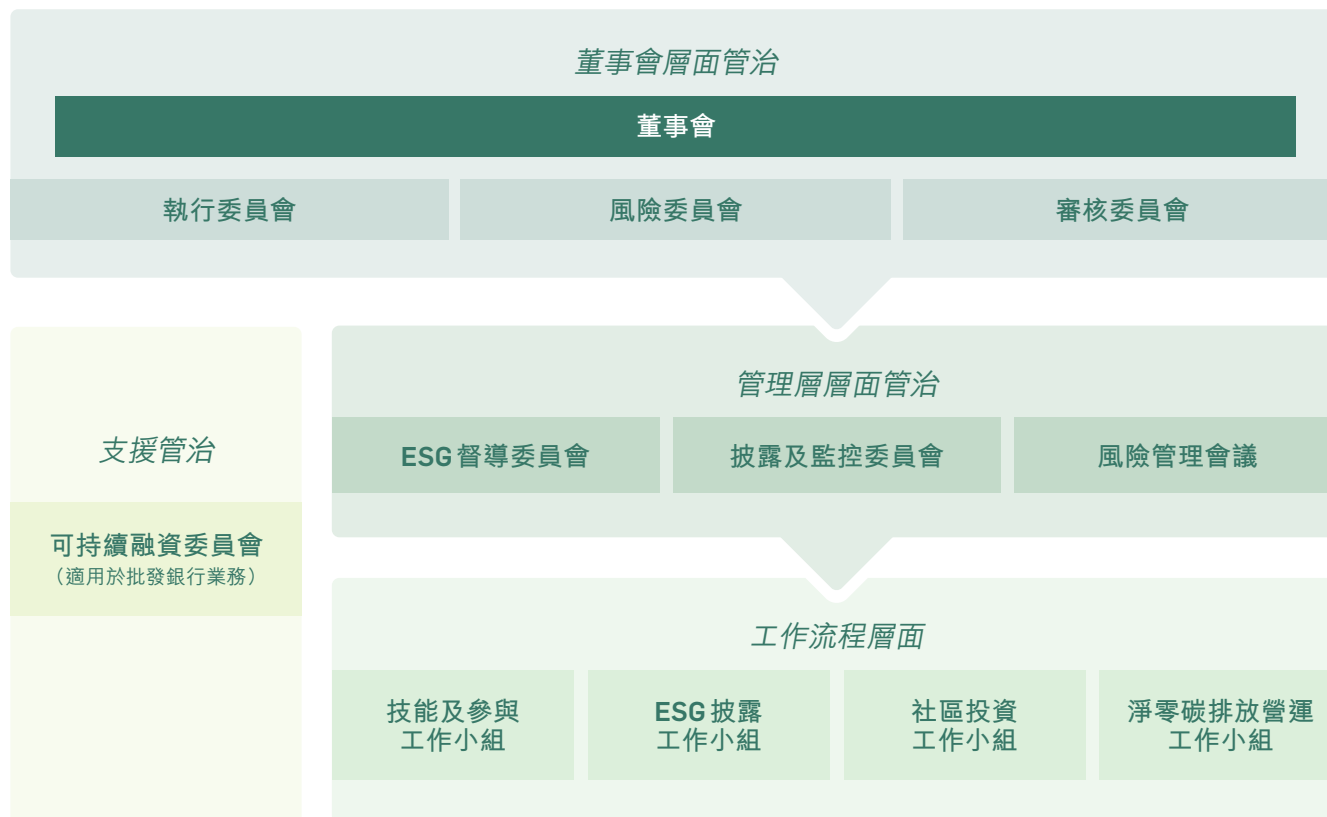 董事會層面管治
董事會
執行委員會
風險委員會
審核委員會
支援管治
可持續融資委員會
（適用於批發銀行業務）
管理層層面管治
ESG督導委員會
披露及監控委員會
風險管理會議
工作流程層面
技能及參與
工作小組
ESG披露
工作小組
社區投資
工作小組
淨零碳排放營運
工作小組